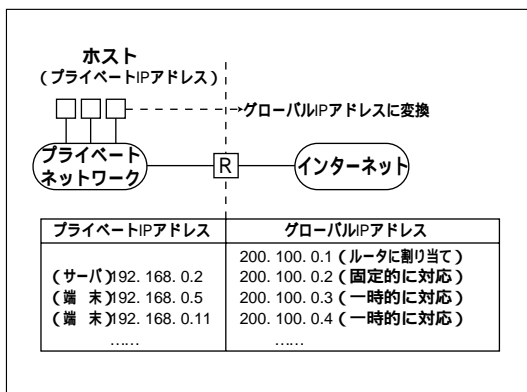 ホスト
(プライベートIPアドレス)
グローバルIPアドレスに変換
プライベート
ネットワーク
R
インターネット
プライベートIPアドレス グローバルIPアドレス
200. 100. 0.1 (ルータに割り当て)
(サーバ)192. 168. 0.2 200. 100. 0.2 (固定的に対応)
(端 末)192. 168. 0.5 200. 100. 0.3 (一時的に対応)
(端 末)192. 168. 0.11 200. 100. 0.4 (一時的に対応)
…… ……